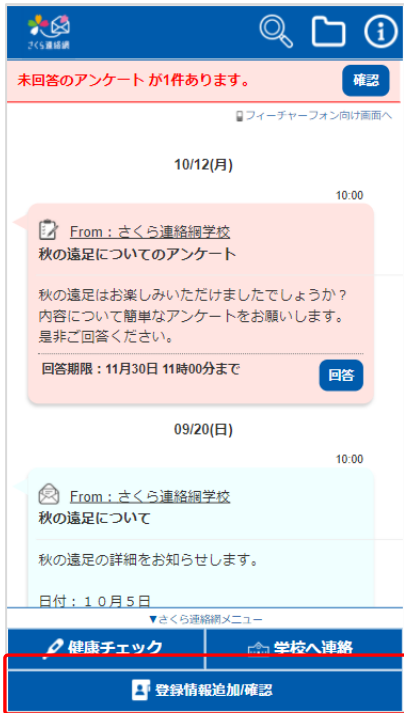 さくら連絡網
未回答のアンケート が1件あります。
確認
フィーチャーフォン向け画面へ
10/12(月)
10:00
From：さくら連絡網学校
秋の遠足についてのアンケート
秋の遠足はお楽しみいただけましたでしょうか？
内容について簡単なアンケートをお願いします。
是非ご回答ください。
回答期限：11月30日 11時00分まで
回答
09/20(日)
10:00
From：さくら連絡網学校
秋の遠足について
秋の遠足の詳細をお知らせします。
日付：１０月５日
▼さくら連絡網メニュー
健康チェック
学校へ連絡
登録情報追加/確認